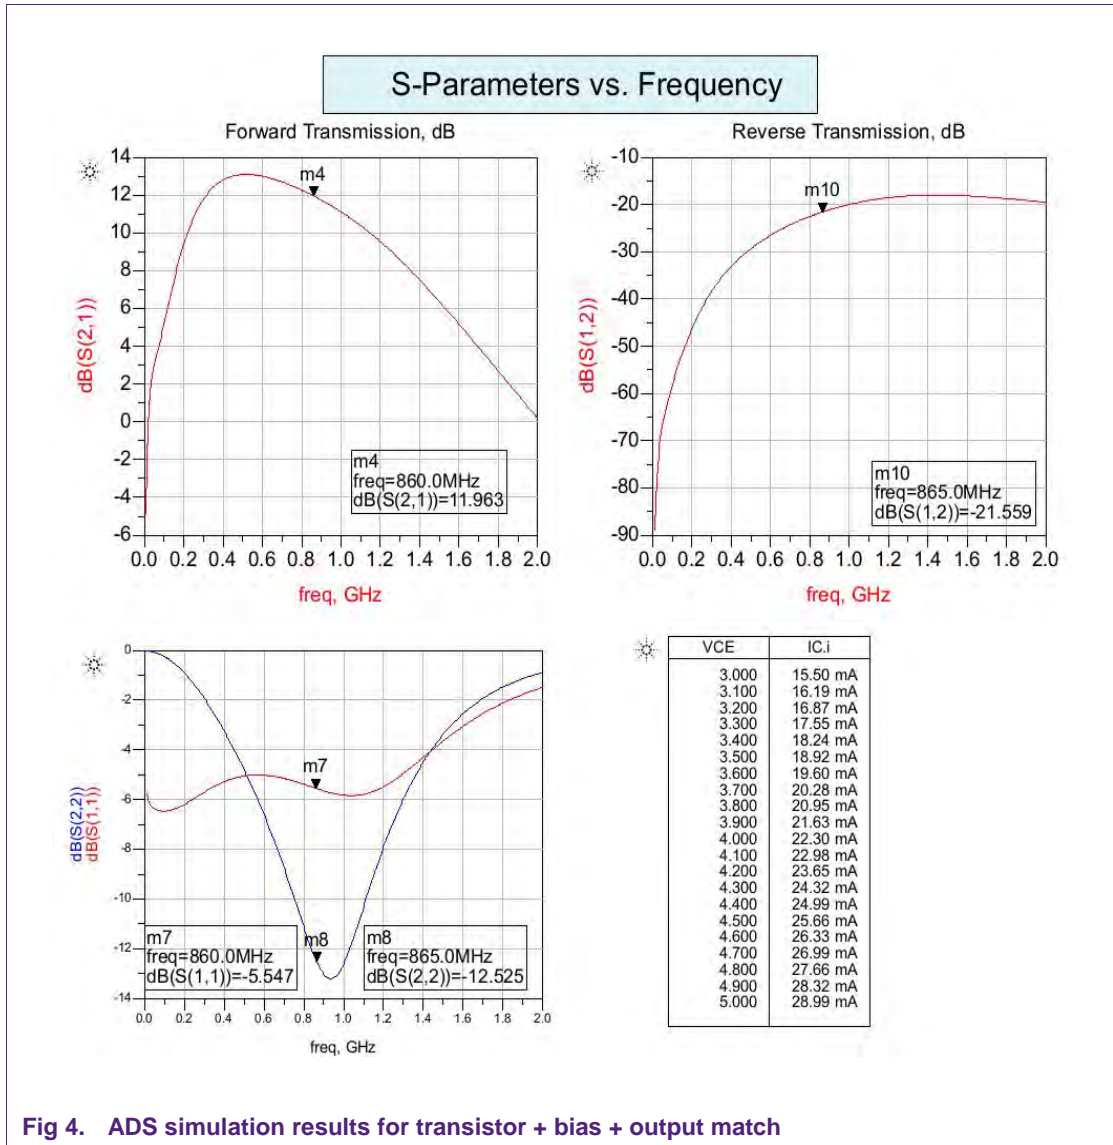 S-Parameters vs. Frequency
Forward Transmission, dB
14
12
10
8
6
4
2
0
-2
-4
-6
dB(S(2,1))
m4
m4
freq=860.0MHz
dB(S(2,1))=11.963
0.0 0.2 0.4 0.6 0.8 1.0 1.2 1.4 1.6 1.8 2.0
freq, GHz
Reverse Transmission, dB
-10
-20
-30
-40
-50
-60
-70
-80
-90
dB(S(1,2))
m10
m10
freq=865.0MHz
dB(S(1,2))=-21.559
0.0 0.2 0.4 0.6 0.8 1.0 1.2 1.4 1.6 1.8 2.0
freq, GHz
0
-2
-4
-6
-8
-10
-12
-14
dB(S(2,2))
dB(S(1,1))
m7
m8
m7
freq=860.0MHz
dB(S(1,1))=-5.547
m8
freq=865.0MHz
dB(S(2,2))=-12.525
0.0 0.2 0.4 0.6 0.8 1.0 1.2 1.4 1.6 1.8 2.0
freq, GHz
VCE IC.i
3.000 15.50 mA
3.100 16.19 mA
3.200 16.87 mA
3.300 17.55 mA
3.400 18.24 mA
3.500 18.92 mA
3.600 19.60 mA
3.700 20.28 mA
3.800 20.95 mA
3.900 21.63 mA
4.000 22.30 mA
4.100 22.98 mA
4.200 23.65 mA
4.300 24.32 mA
4.400 24.99 mA
4.500 25.66 mA
4.600 26.33 mA
4.700 26.99 mA
4.800 27.66 mA
4.900 28.32 mA
5.000 28.99 mA
Fig 4. ADS simulation results for transistor + bias + output match